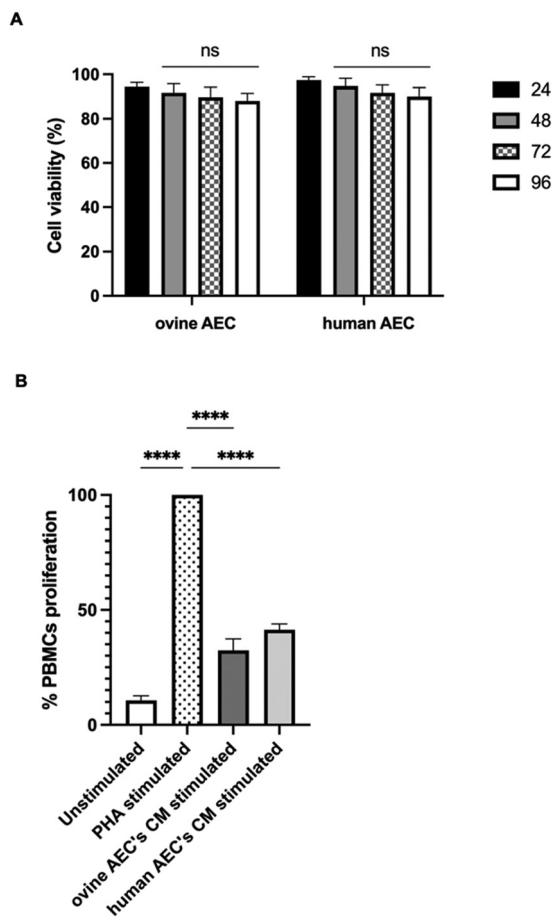 A
ns
ns
100
80
60
40
20
0
Cell viability (%)
ovine AEC
human AEC
24
48
72
96
B
****
****
****
100
50
0
% PBMCs proliferation
Unstimulated
PHA stimulated
ovine AEC's CM stimulated
human AEC's CM stimulated